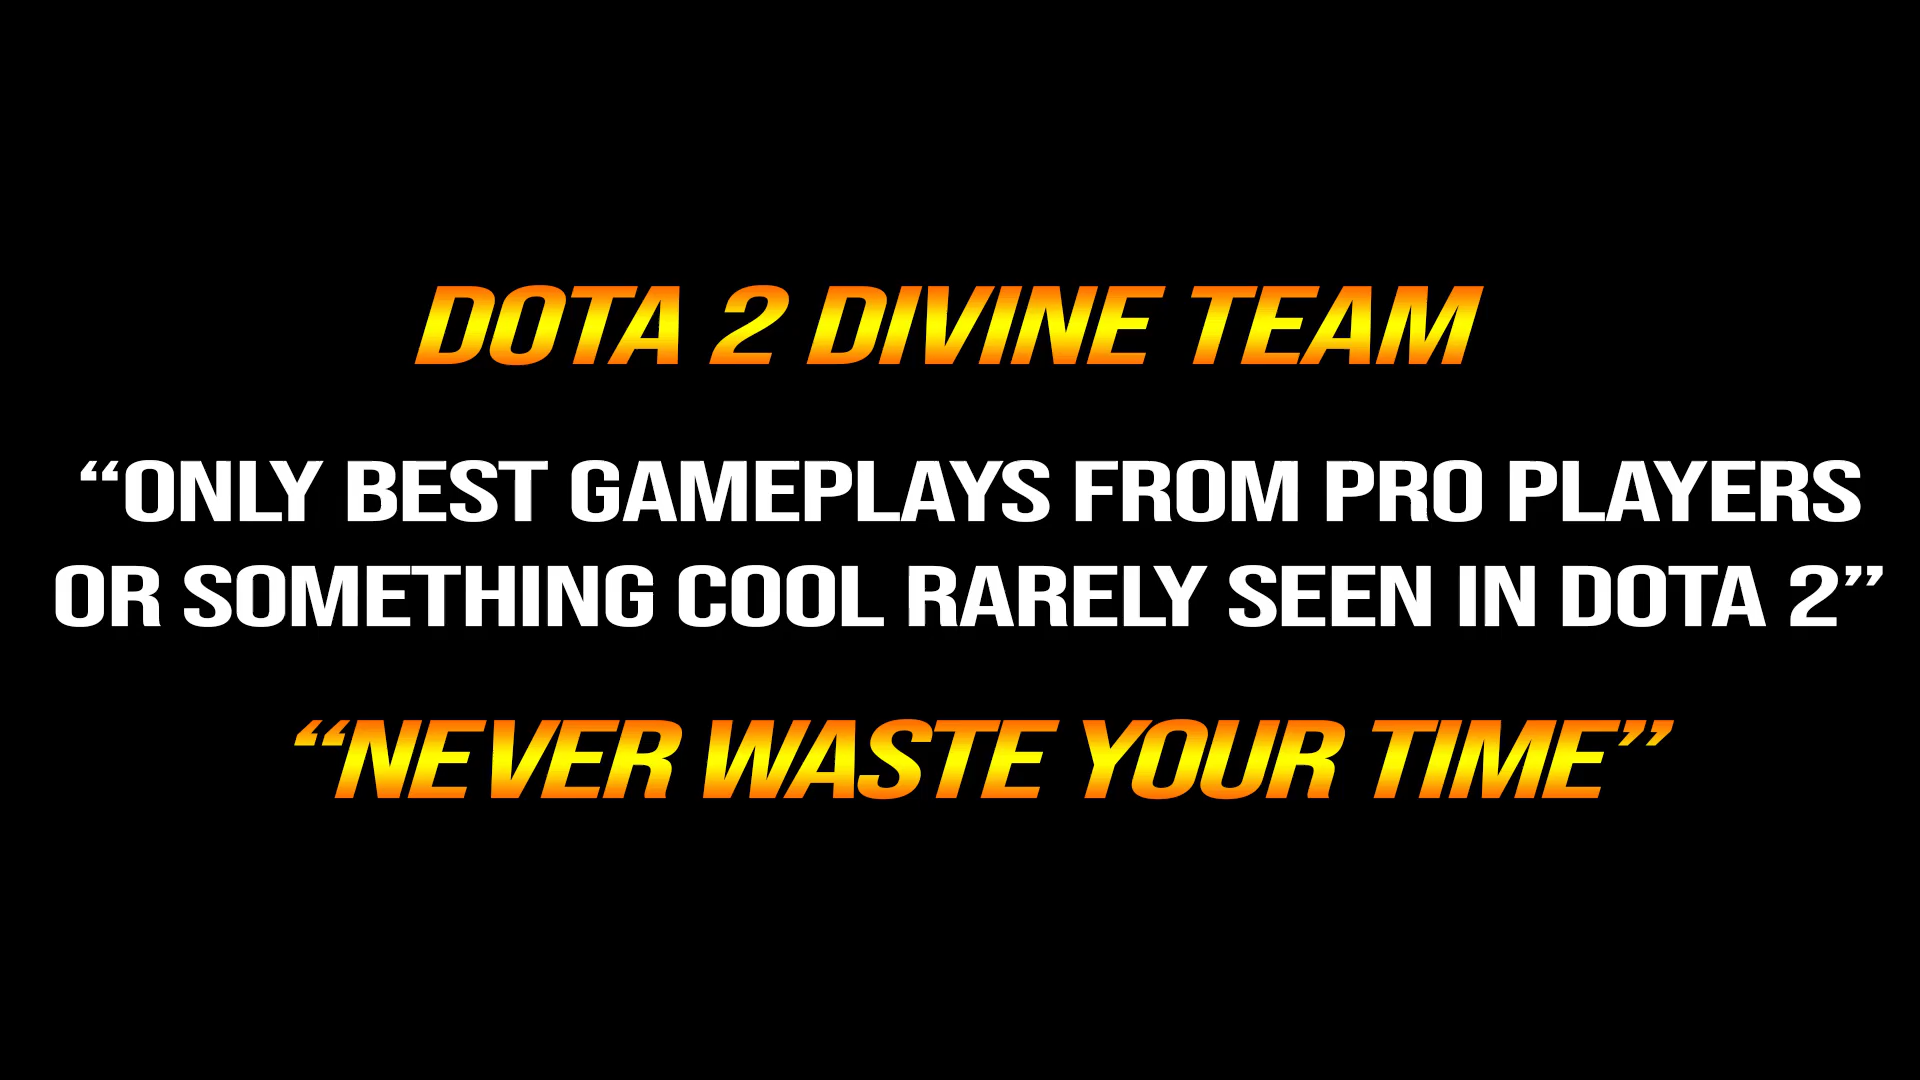 DOTA 2 DIVINE TEAM
“ONLY BEST GAMEPLAYS FROM PRO PLAYERS
OR SOMETHING COOL RARELY SEEN IN DOTA 2”
“NEVER WASTE YOUR TIME”